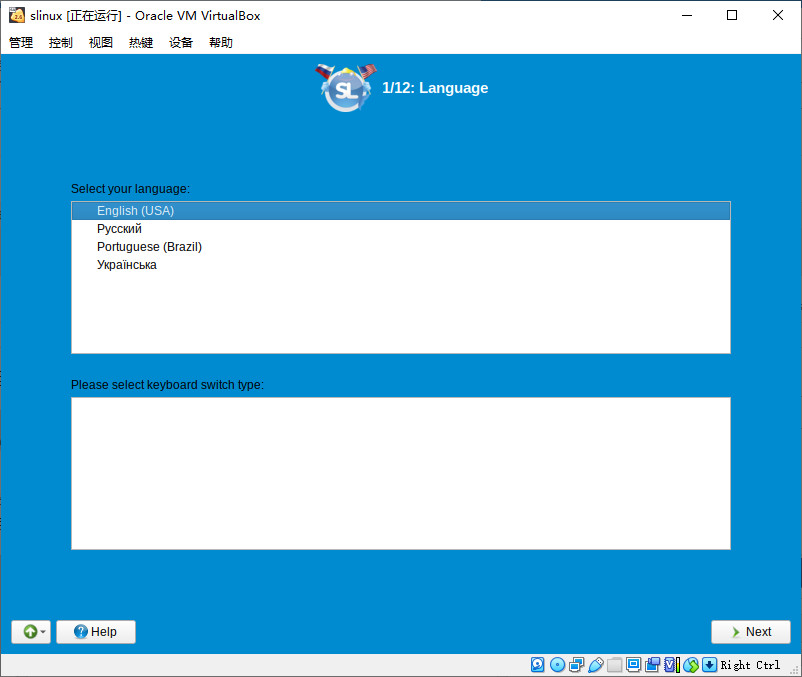 slinux [正在运行] - Oracle VM VirtualBox
管理 控制 视图 热键 设备 帮助
SL
1/12: Language
Select your language:
English (USA)
Русский
Portuguese (Brazil)
Українська
Please select keyboard switch type:
Help
Next
Right Ctrl